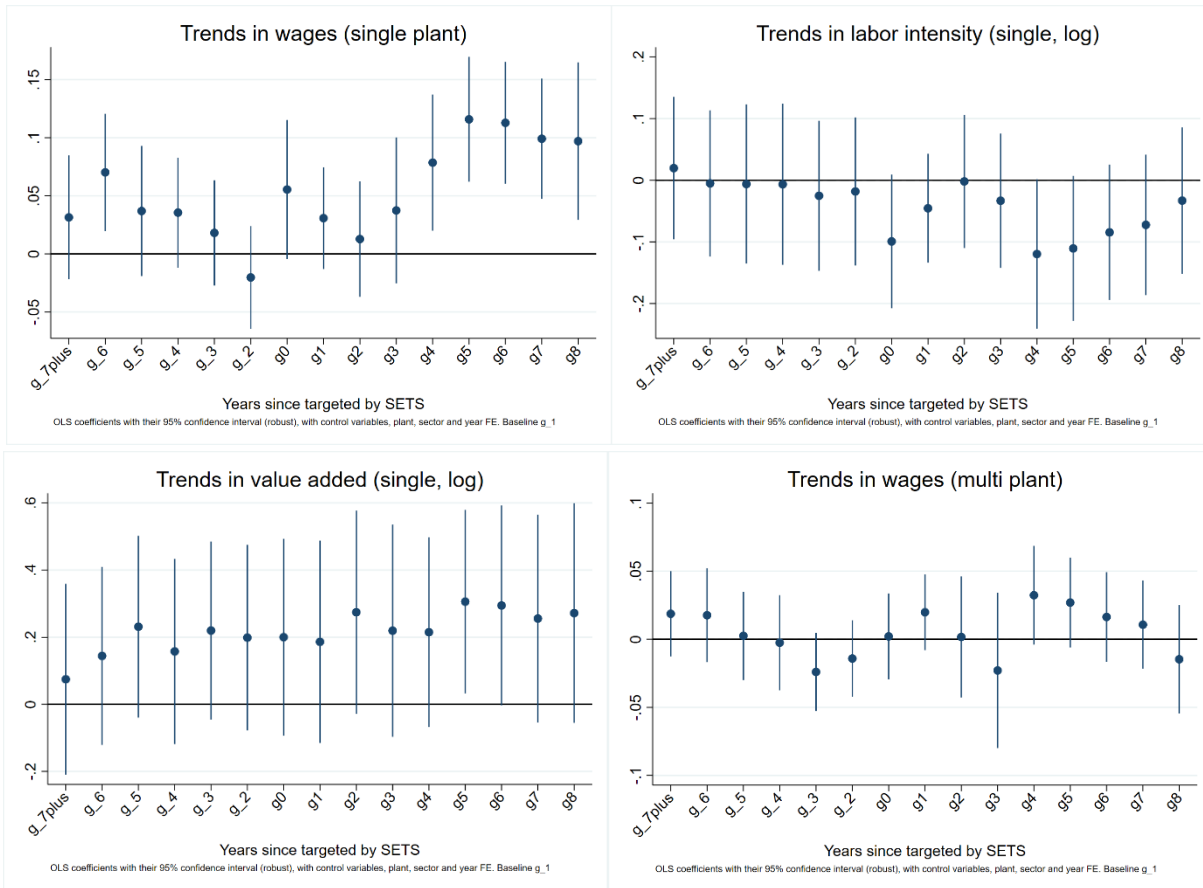 Trends in wages (single plant)
.15
.1
.05
0
-.05
g_7plus
g_6
g_5
g_4
g_3
g_2
g0
g1
g2
g3
g4
g5
g6
g7
g8
Years since targeted by SETS
OLS coefficients with their 95% confidence interval (robust), with control variables, plant, sector and year FE. Baseline g_1
Trends in labor intensity (single, log)
.2
.1
0
-.1
-.2
g_7plus
g_6
g_5
g_4
g_3
g_2
g0
g1
g2
g3
g4
g5
g6
g7
g8
Years since targeted by SETS
OLS coefficients with their 95% confidence interval (robust), with control variables, plant, sector and year FE. Baseline g_1
Trends in value added (single, log)
.6
.4
.2
0
-.2
g_7plus
g_6
g_5
g_4
g_3
g_2
g0
g1
g2
g3
g4
g5
g6
g7
g8
Years since targeted by SETS
OLS coefficients with their 95% confidence interval (robust), with control variables, plant, sector and year FE. Baseline g_1
Trends in wages (multi plant)
.1
.05
0
-.05
-.1
g_7plus
g_6
g_5
g_4
g_3
g_2
g0
g1
g2
g3
g4
g5
g6
g7
g8
Years since targeted by SETS
OLS coefficients with their 95% confidence interval (robust), with control variables, plant, sector and year FE. Baseline g_1